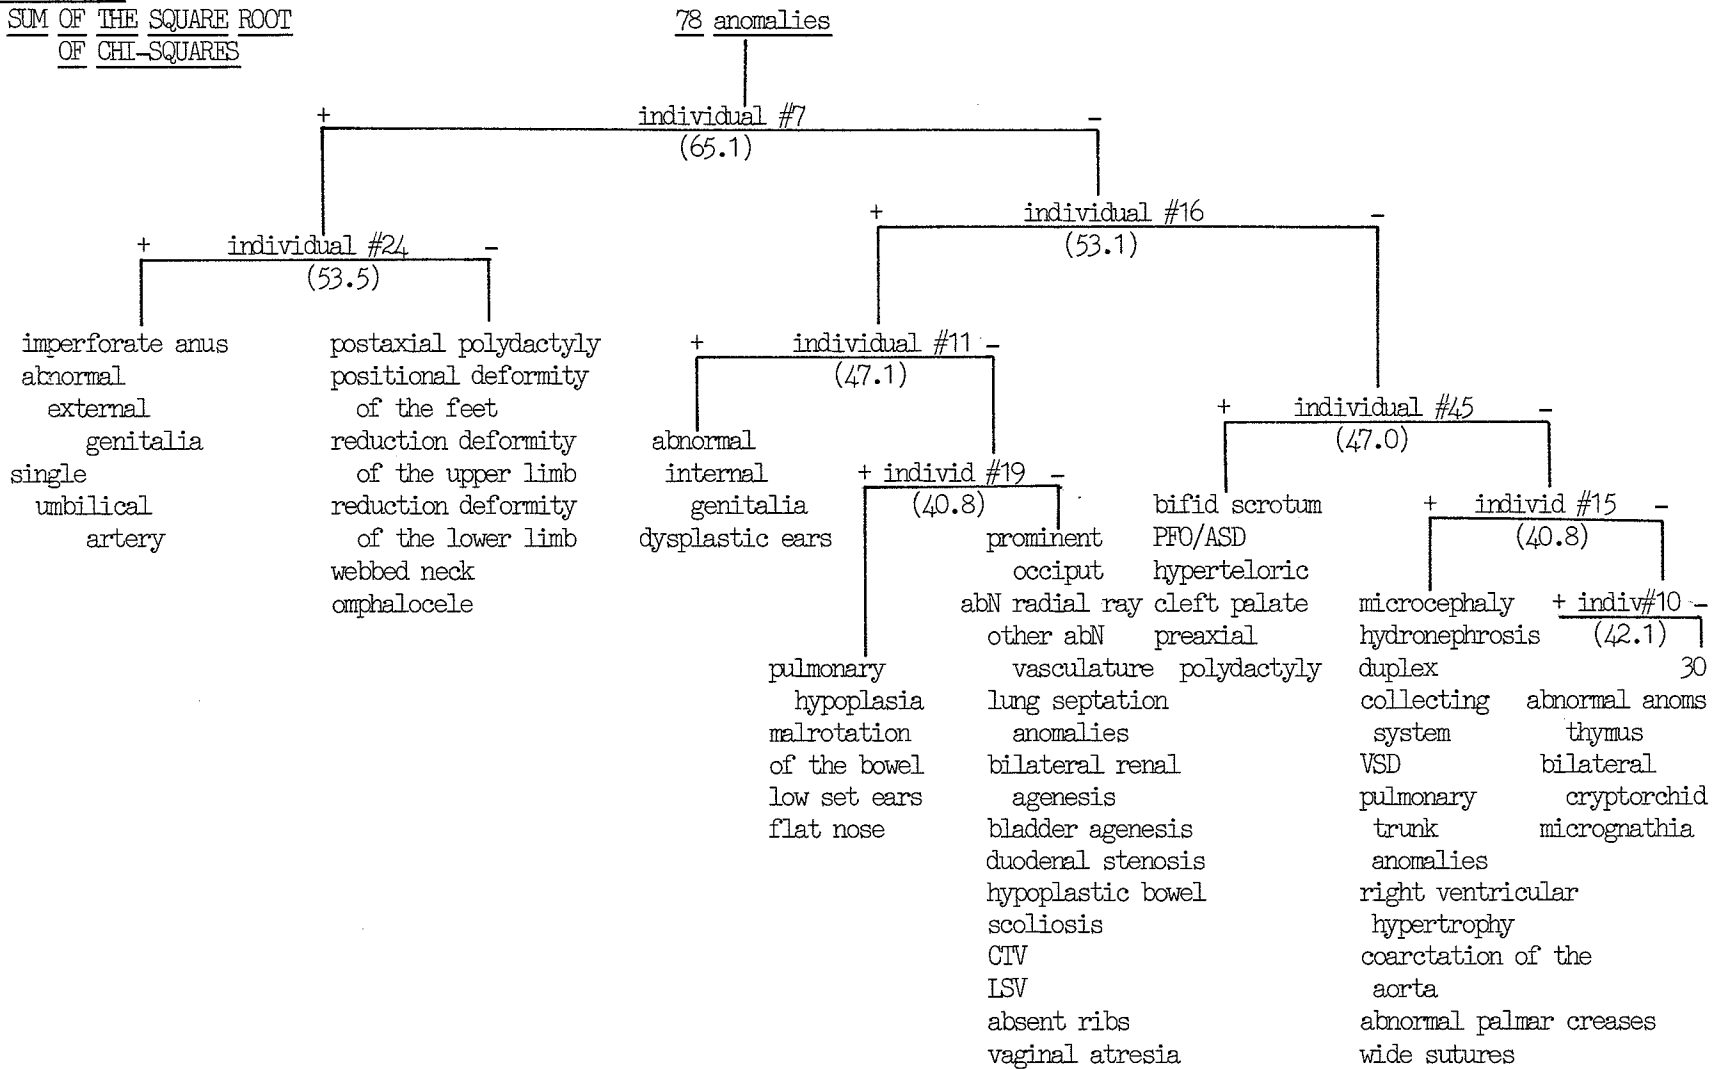 SUM OF THE SQUARE ROOT
OF CHI-SQUARES
78 anomalies
+ individual #7 -
(65.1)
+ individual #16 -
(53.1)
+ individual #24 -
(53.5)
imperforate anus
abnormal
external
genitalia
single
umbilical
artery
postaxial polydactyly
positional deformity
of the feet
reduction deformity
of the upper limb
reduction deformity
of the lower limb
webbed neck
omphalocele
+ individual #11 -
(47.1)
abnormal
internal
genitalia
dysplastic ears
+ individ #19 -
(40.8)
pulmonary
hypoplasia
malrotation
of the bowel
low set ears
flat nose
prominent
occiput
abN radial ray
other abN
vasculature
lung septation
anomalies
bilateral renal
agenesis
bladder agenesis
duodenal stenosis
hypoplastic bowel
scoliosis
CTV
LSV
absent ribs
vaginal atresia
+ individual #45 -
(47.0)
bifid scrotum
PFO/ASD
hyperteloric
cleft palate
preaxial
polydactyly
+ individ #15 -
(40.8)
microcephaly
hydronephrosis
duplex
collecting
system
VSD
pulmonary
trunk
anomalies
right ventricular
hypertrophy
coarctation of the
aorta
abnormal palmar creases
wide sutures
+ indiv#10 -
(42.1)
30
abnormal anoms
thymus
bilateral
cryptorchid
micrognathia